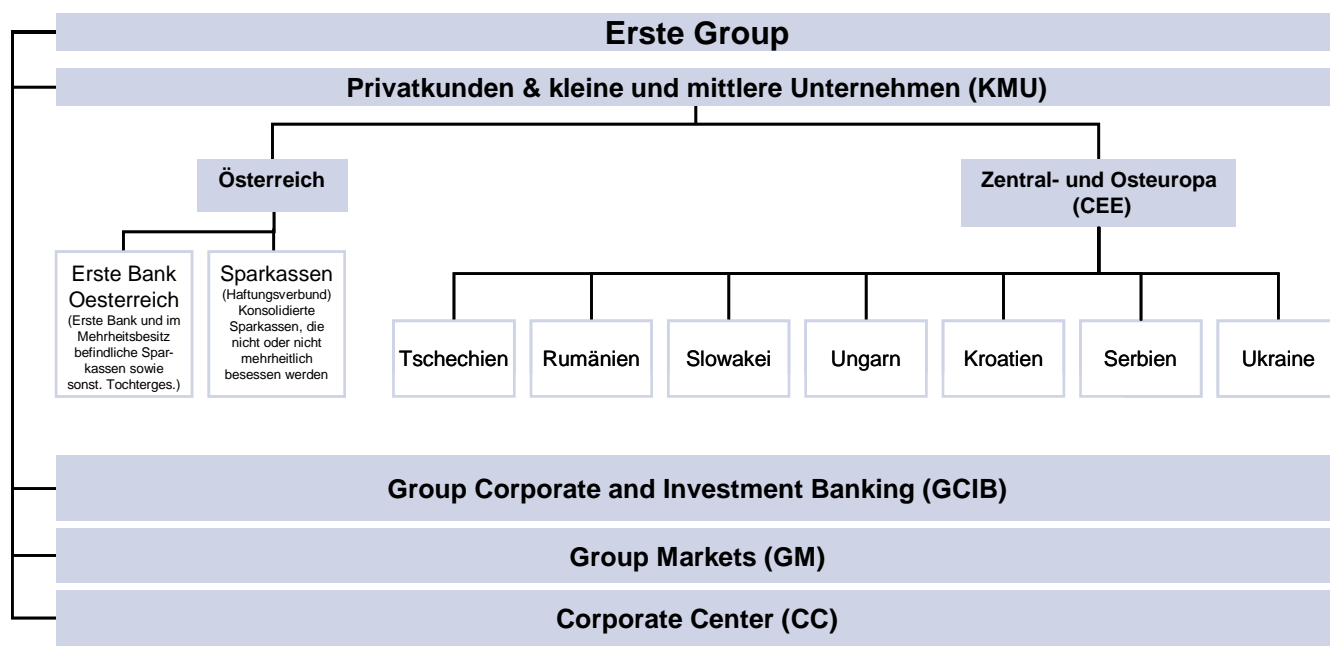 Erste Group
Privatkunden & kleine und mittlere Unternehmen (KMU)
Österreich
Zentral- und Osteuropa
(CEE)
Erste Bank
Oesterreich
(Erste Bank und im
Mehrheitsbesitz
befindliche Spar-
kassen sowie
sonst. Tochterges.)
Sparkassen
(Haftungsverbund)
Konsolidierte
Sparkassen, die
nicht oder nicht
mehrheitlich
besessen werden
Tschechien
Rumänien
Slowakei
Ungarn
Kroatien
Serbien
Ukraine
Group Corporate and Investment Banking (GCIB)
Group Markets (GM)
Corporate Center (CC)